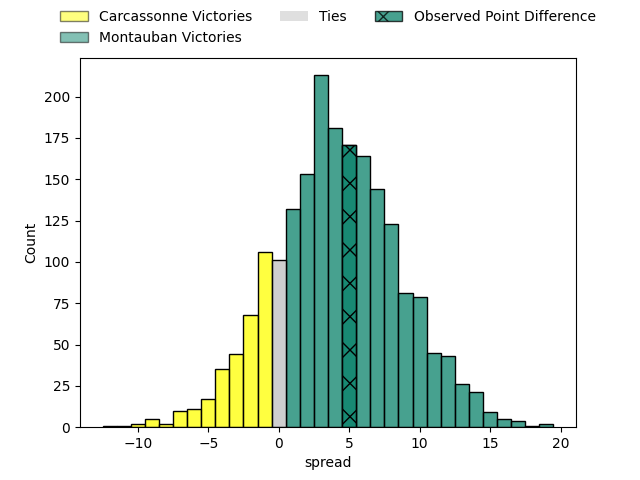 Carcassonne Victories
Montauban Victories
Ties
Observed Point Difference
Count
200
175
150
125
100
75
50
25
0
−10
−5
0
5
10
15
20
spread